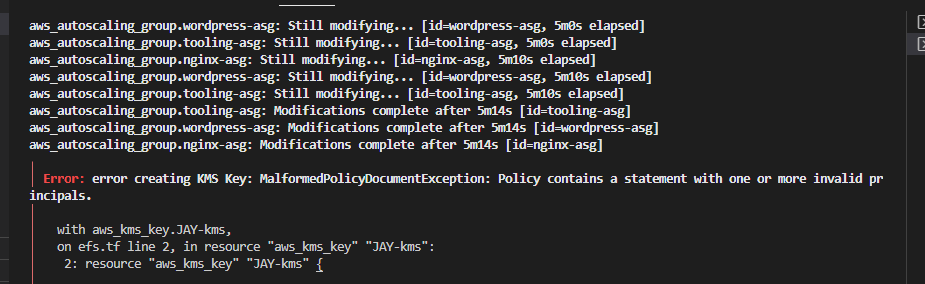 aws_autoscaling_group.wordpress-asg: Still modifying... [id=wordpress-asg, 5m0s elapsed]
aws_autoscaling_group.tooling-asg: Still modifying... [id=tooling-asg, 5m0s elapsed]
aws_autoscaling_group.nginx-asg: Still modifying... [id=nginx-asg, 5m10s elapsed]
aws_autoscaling_group.wordpress-asg: Still modifying... [id=wordpress-asg, 5m10s elapsed]
aws_autoscaling_group.tooling-asg: Still modifying... [id=tooling-asg, 5m10s elapsed]
aws_autoscaling_group.tooling-asg: Modifications complete after 5m14s [id=tooling-asg]
aws_autoscaling_group.wordpress-asg: Modifications complete after 5m14s [id=wordpress-asg]
aws_autoscaling_group.nginx-asg: Modifications complete after 5m14s [id=nginx-asg]
Error: error creating KMS Key: MalformedPolicyDocumentException: Policy contains a statement with one or more invalid pr
incipals.
with aws_kms_key.JAY-kms,
on efs.tf line 2, in resource "aws_kms_key" "JAY-kms":
2: resource "aws_kms_key" "JAY-kms" {